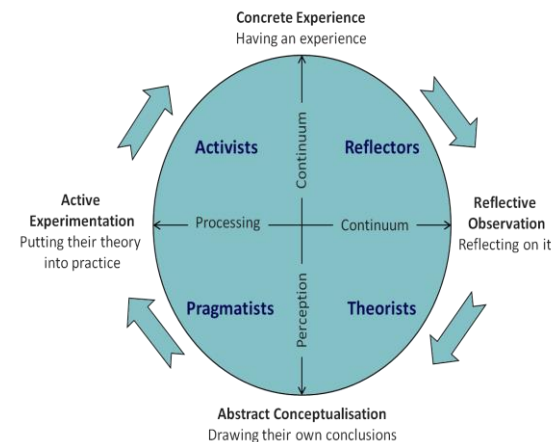 Concrete Experience
Having an experience
Activists
Continuum
Reflectors
Active
Experimentation
Putting their theory
into practice
Processing
Continuum
Reflective
Observation
Reflecting on it
Pragmatists
Perception
Theorists
Abstract Conceptualisation
Drawing their own conclusions